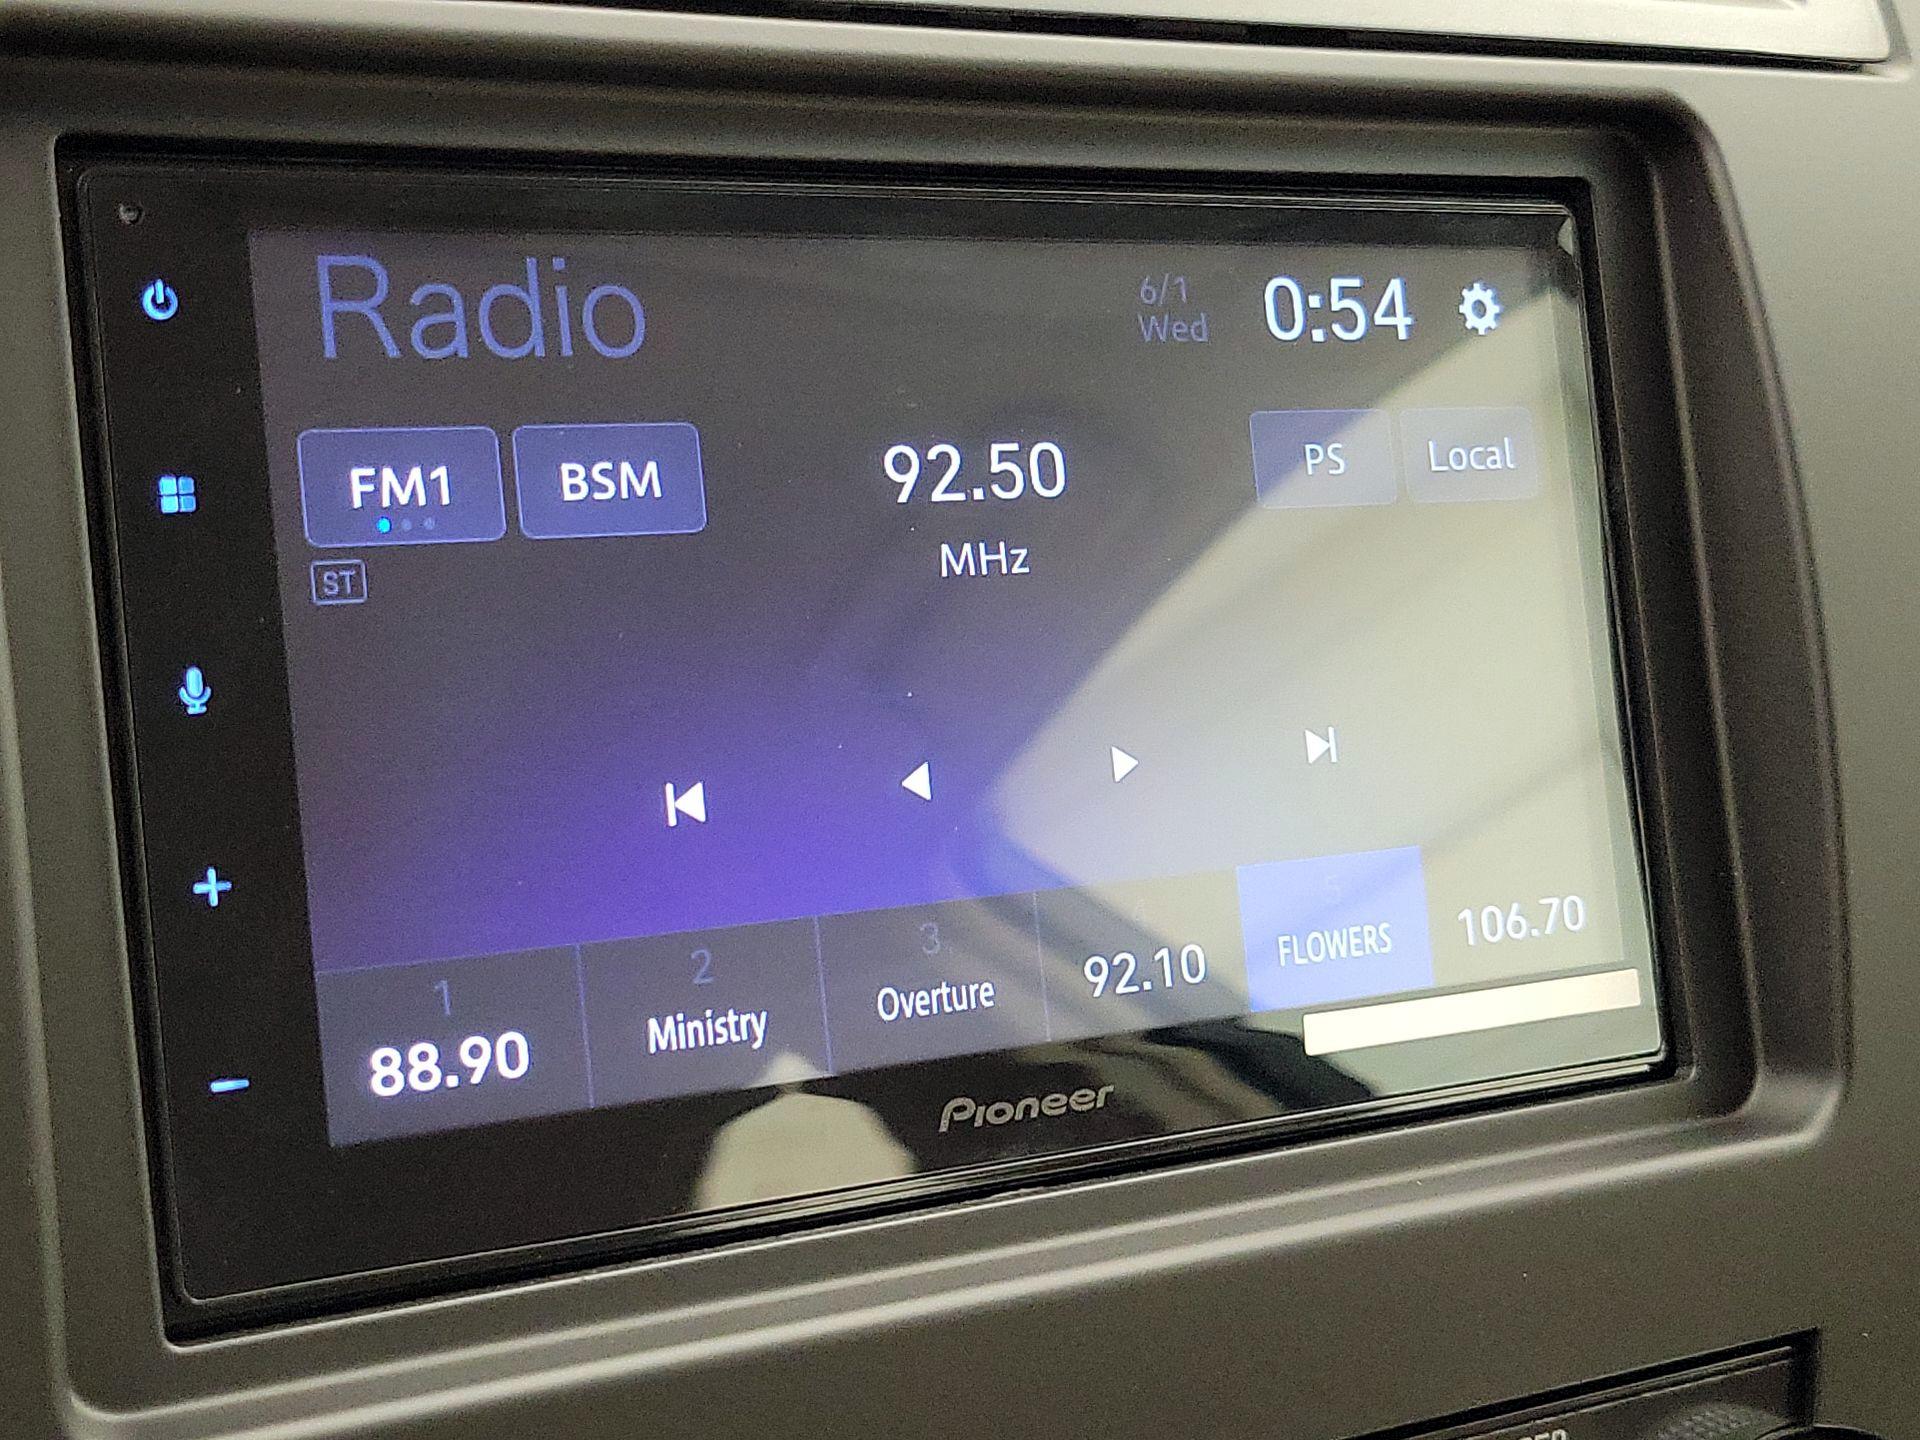 Radio
6/1
Wed
0:54
FM1
BSM
92.50
MHz
PS
Local
ST
1
88.90
2
Ministry
3
Overture
92.10
5
FLOWERS
106.70
Pioneer